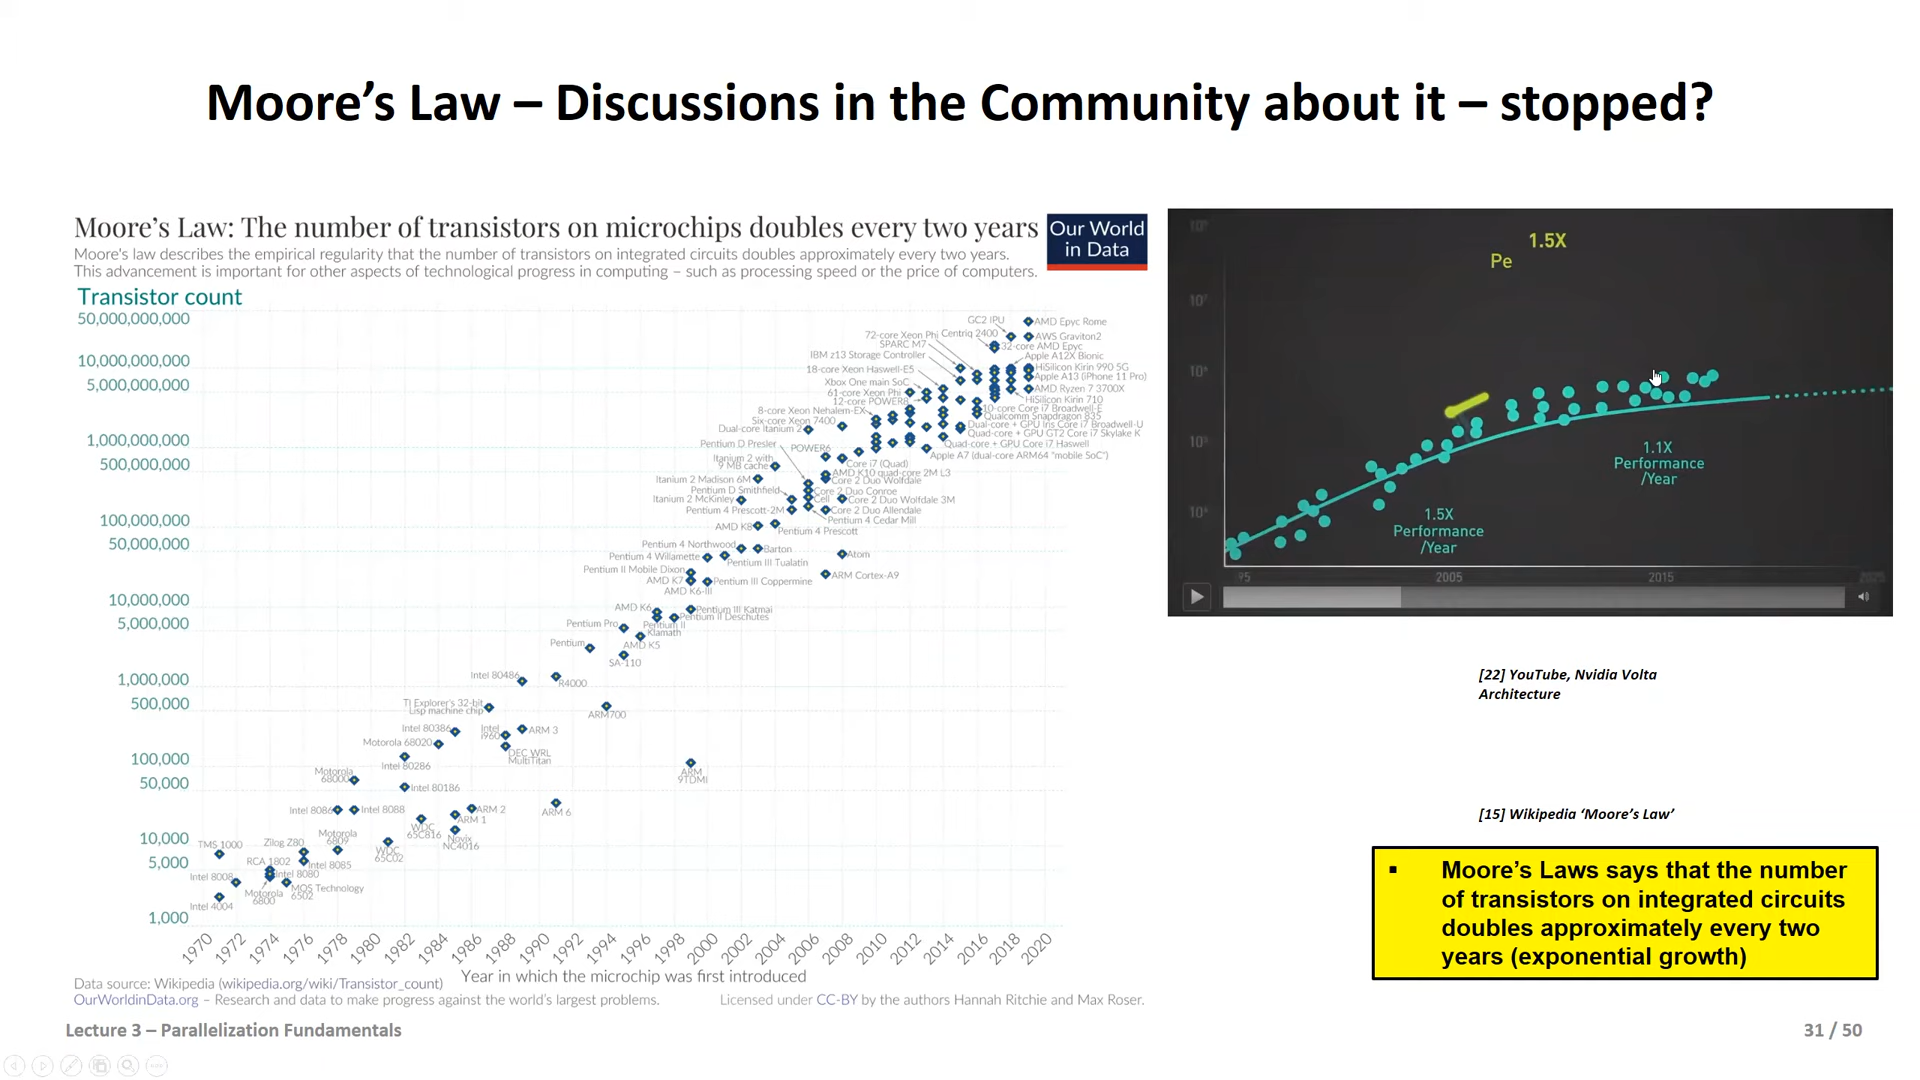 Moore's Law – Discussions in the Community about it – stopped?
Moore's Law: The number of transistors on microchips doubles every two years
Our World
in Data
Moore's law describes the empirical regularity that the number of transistors on integrated circuits doubles approximately every two years.
This advancement is important for other aspects of technological progress in computing – such as processing speed or the price of computers.
Transistor count
50,000,000,000
10,000,000,000
5,000,000,000
1,000,000,000
500,000,000
100,000,000
50,000,000
10,000,000
5,000,000
1,000,000
500,000
100,000
50,000
10,000
5,000
1,000
GC2 IPU
AMD Epyc Rome
72-core Xeon Phi
Centriq 2400
AWS Graviton2
SPARC M7
32-core AMD Epyc
IBM z13 Storage Controller
Apple A12X Bionic
18-core Xeon Haswell-E5
HiSilicon Kirin 990 5G
Xbox One main SoC
Apple A13 (iPhone 11 Pro)
61-core Xeon Phi
AMD Ryzen 7 3700X
12-core POWER8
HiSilicon Kirin 710
8-core Xeon Nehalem-EX
10-core Core i7 Broadwell-E
Six-core Xeon 7400
Qualcomm Snapdragon 835
Dual-core Itanium 2
Dual-core + GPU Iris Core i7 Broadwell-U
Quad-core + GPU GT2 Core i7 Skylake K
Pentium D Presler
POWER6
Quad-core + GPU Core i7 Haswell
Apple A7 (dual-core ARM64 "mobile SoC")
Itanium 2 with
9 MB cache
Core i7 (Quad)
AMD K10 quad-core 2M L3
Core 2 Duo Wolfdale
Itanium 2 Madison 6M
Pentium D Smithfield
Core 2 Duo Conroe
Itanium 2 McKinley
Cell
Core 2 Duo Wolfdale 3M
Pentium 4 Prescott-2M
Core 2 Duo Allendale
Pentium 4 Cedar Mill
AMD K8
Pentium 4 Prescott
Pentium 4 Northwood
Barton
Pentium 4 Willamette
Pentium III Tualatin
Atom
Pentium II Mobile Dixon
AMD K7
Pentium III Coppermine
ARM Cortex-A9
AMD K6-III
AMD K6
Pentium III Katmai
Pentium II Deschutes
Pentium Pro
Pentium II
Klamath
Pentium
AMD K5
SA-110
Intel 80486
R4000
TI Explorer's 32-bit
Lisp machine chip
ARM700
Intel 80386
Intel
i960
ARM 3
Motorola 68020
DEC WRL
MultiTitan
Intel 80286
ARM
9TDMI
Motorola
68000
Intel 80186
Intel 8086
Intel 8088
ARM 2
ARM 6
ARM 1
WDC
65C816
Novix
NC4016
TMS 1000
Zilog Z80
Motorola
6809
WDC
65C02
RCA 1802
Intel 8085
Intel 8008
Intel 8080
Motorola
6800
MOS Technology
6502
Intel 4004
1970 1972 1974 1976 1978 1980 1982 1984 1986 1988 1990 1992 1994 1996 1998 2000 2002 2004 2006 2008 2010 2012 2014 2016 2018 2020
Year in which the microchip was first introduced
Data source: Wikipedia (wikipedia.org/wiki/Transistor_count)
OurWorldinData.org – Research and data to make progress against the world's largest problems.
Licensed under CC-BY by the authors Hannah Ritchie and Max Roser.
1.5X
Pe
1.1X
Performance
/Year
1.5X
Performance
/Year
2005
2015
[22] YouTube, Nvidia Volta
Architecture
[15] Wikipedia 'Moore's Law'
▪ Moore's Laws says that the number
of transistors on integrated circuits
doubles approximately every two
years (exponential growth)
Lecture 3 – Parallelization Fundamentals
31 / 50